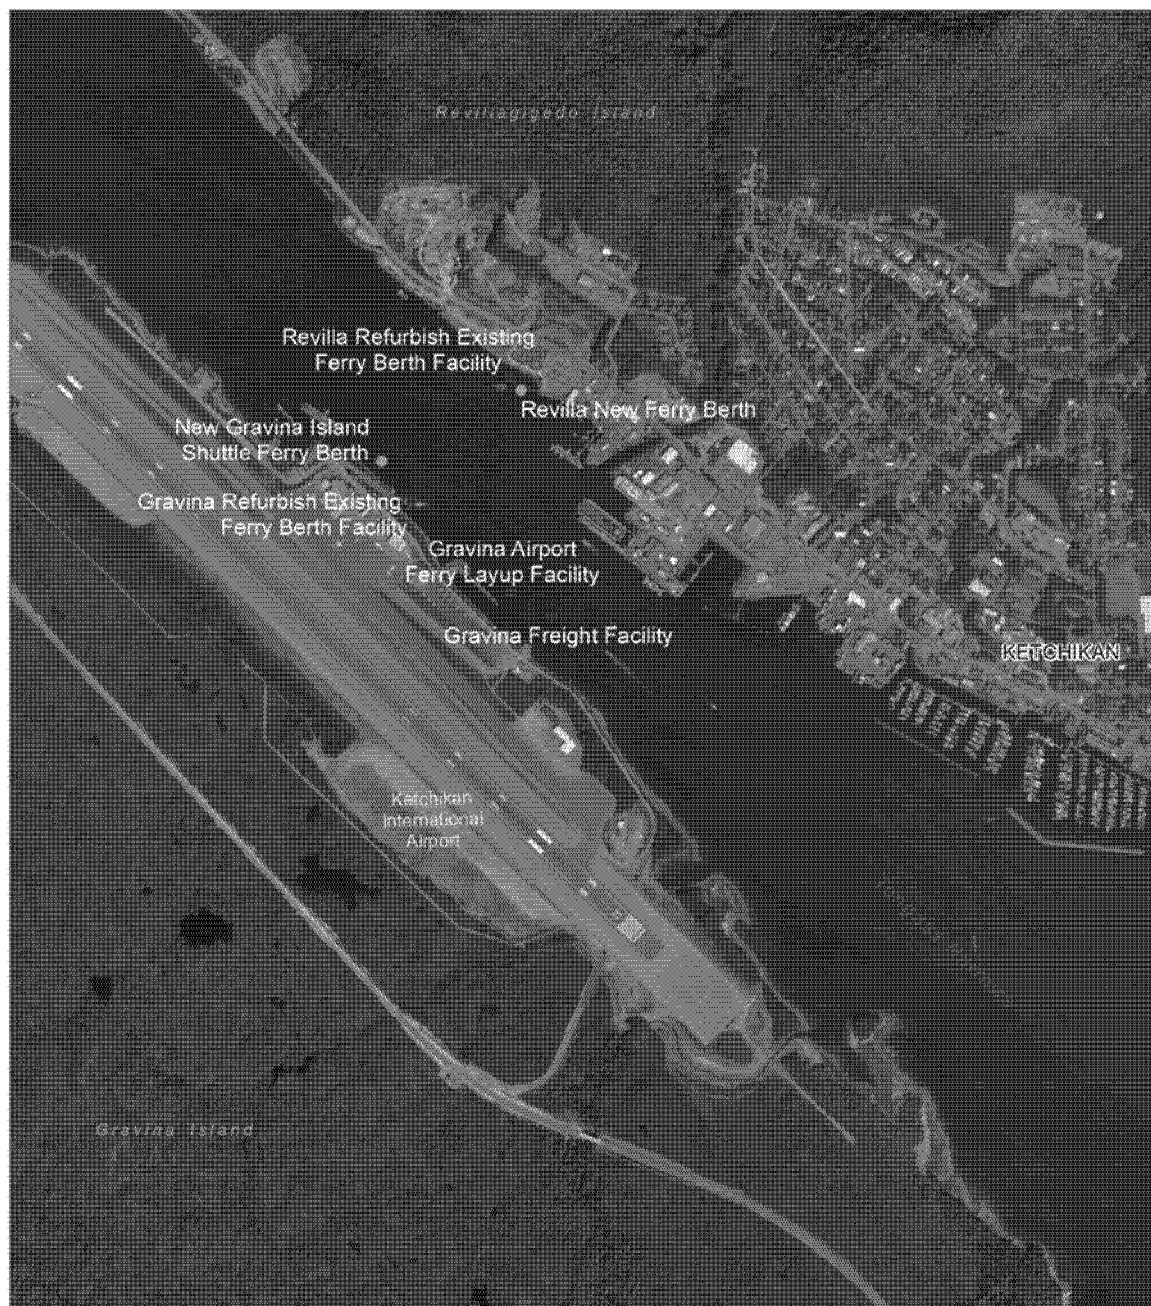 Revillagigedo Island
Revilla Refurbish Existing
Ferry Berth Facility
Revilla New Ferry Berth
New Gravina Island
Shuttle Ferry Berth
Gravina Refurbish Existing
Ferry Berth Facility
Gravina Airport
Ferry Layup Facility
Gravina Freight Facility
KETCHIKAN
Ketchikan
International
Airport
Gravina Island